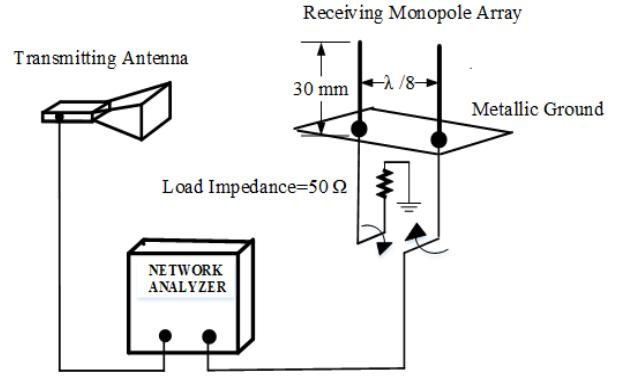 Receiving Monopole Array
Transmitting Antenna
30 mm
λ/8
Metallic Ground
Load Impedance=50 Ω
NETWORK
ANALYZER